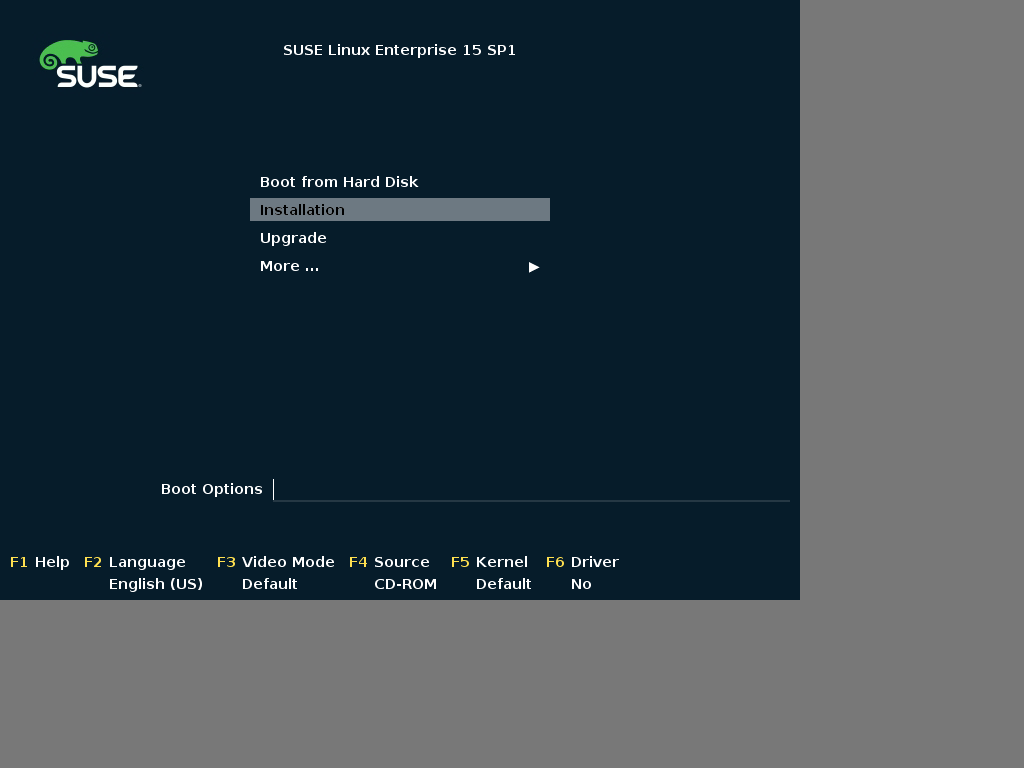 SUSE Linux Enterprise 15 SP1
SUSE
Boot from Hard Disk
Installation
Upgrade
More ...
Boot Options
F1 Help F2 Language F3 Video Mode F4 Source F5 Kernel F6 Driver
English (US) Default CD-ROM Default No